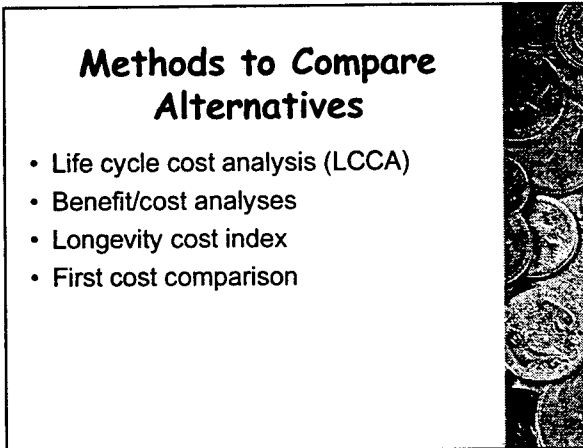 Methods to Compare
Alternatives
• Life cycle cost analysis (LCCA)
• Benefit/cost analyses
• Longevity cost index
• First cost comparison